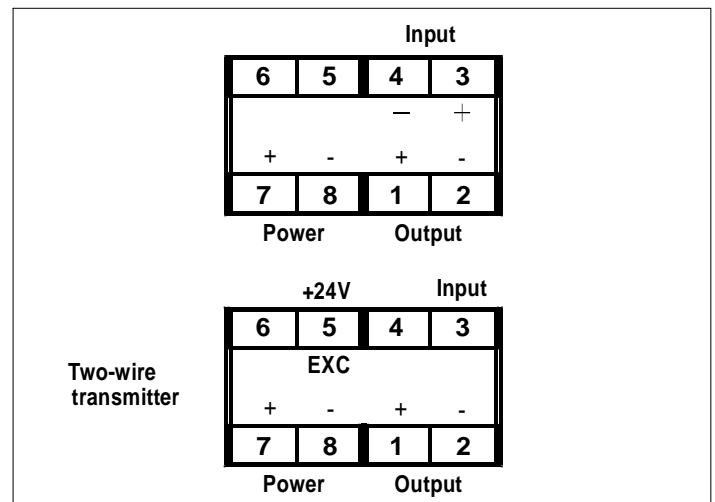 Input
6 5 4 3
— +
+ - + -
7 8 1 2
Power Output
+24V Input
6 5 4 3
EXC
Two-wire
transmitter
+ - + -
7 8 1 2
Power Output